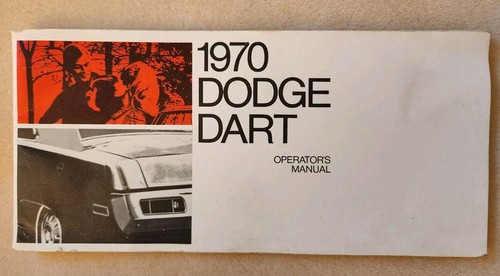 1970
DODGE
DART
OPERATOR'S
MANUAL